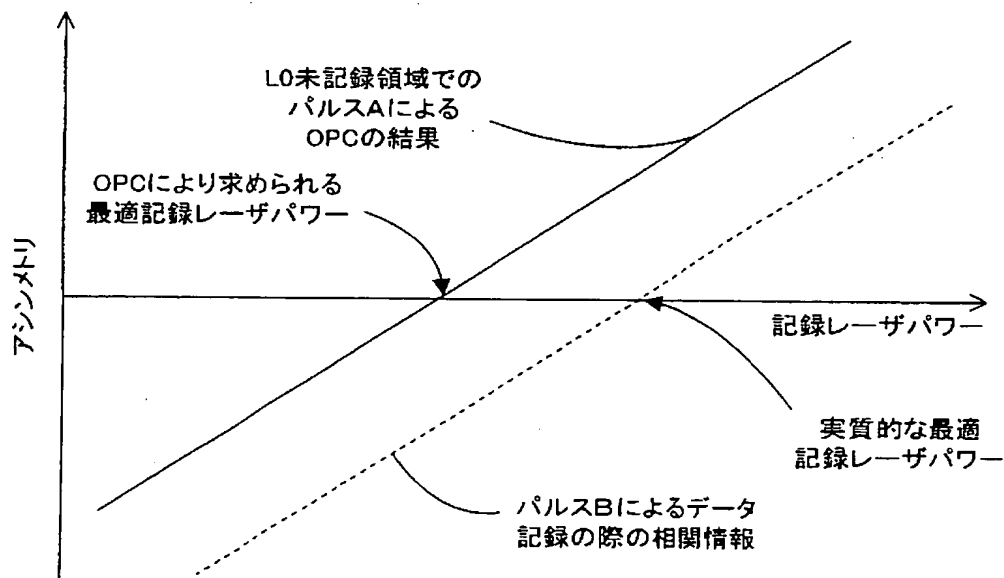 L0未記録領域での
パルスAによる
OPCの結果
OPCにより求められる
最適記録レーザパワー
アシンメトリ
記録レーザパワー
実質的な最適
記録レーザパワー
パルスBによるデータ
記録の際の相関情報